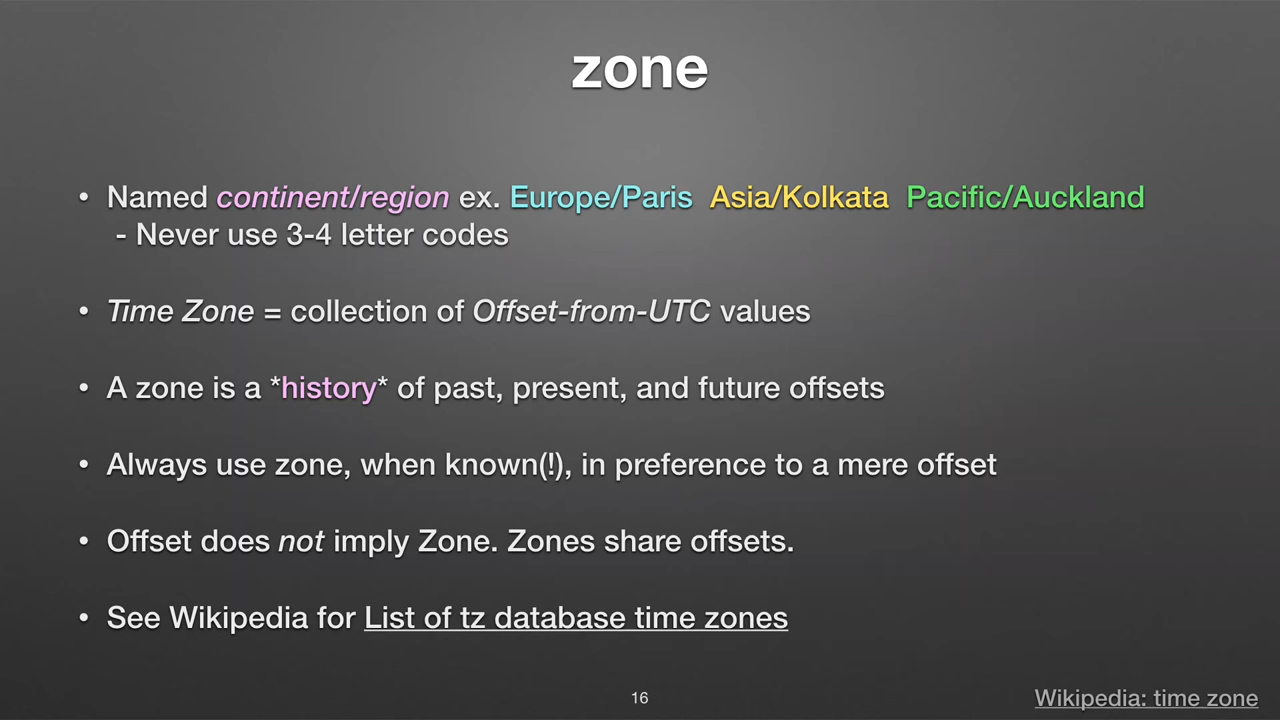 zone
• Named continent/region ex. Europe/Paris Asia/Kolkata Pacific/Auckland
- Never use 3-4 letter codes
• Time Zone = collection of Offset-from-UTC values
• A zone is a *history* of past, present, and future offsets
• Always use zone, when known(!), in preference to a mere offset
• Offset does not imply Zone. Zones share offsets.
• See Wikipedia for List of tz database time zones
16
Wikipedia: time zone